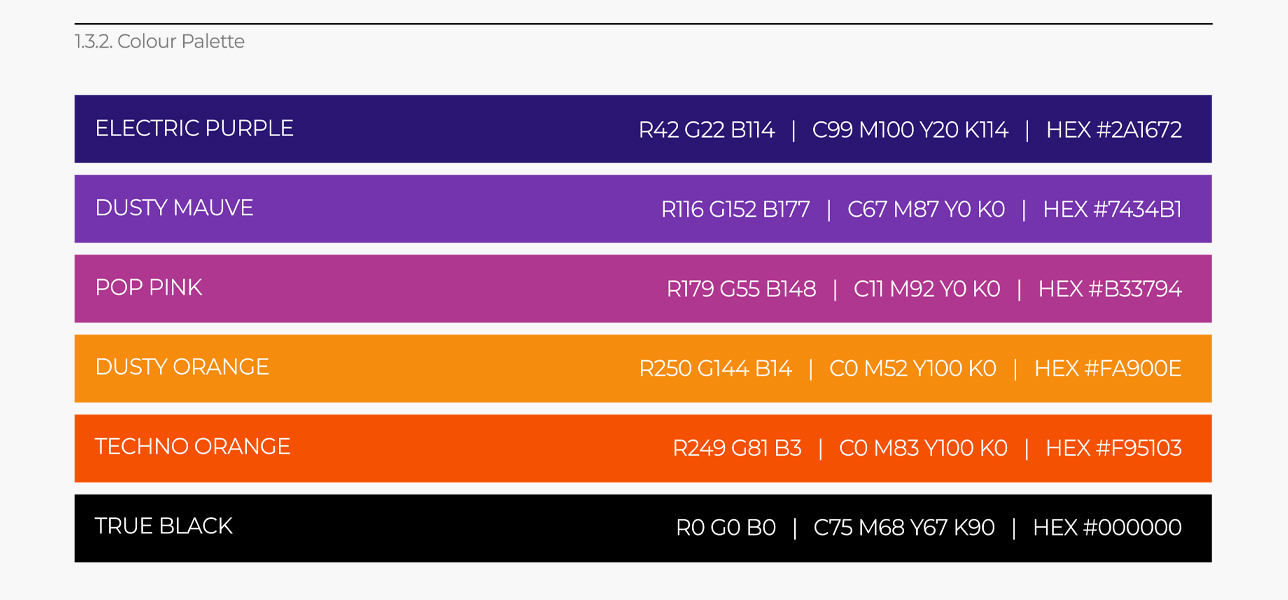 1.3.2. Colour Palette
ELECTRIC PURPLE R42 G22 B114 | C99 M100 Y20 K114 | HEX #2A1672
DUSTY MAUVE R116 G152 B177 | C67 M87 Y0 K0 | HEX #7434B1
POP PINK R179 G55 B148 | C11 M92 Y0 K0 | HEX #B33794
DUSTY ORANGE R250 G144 B14 | C0 M52 Y100 K0 | HEX #FA900E
TECHNO ORANGE R249 G81 B3 | C0 M83 Y100 K0 | HEX #F95103
TRUE BLACK R0 G0 B0 | C75 M68 Y67 K90 | HEX #000000